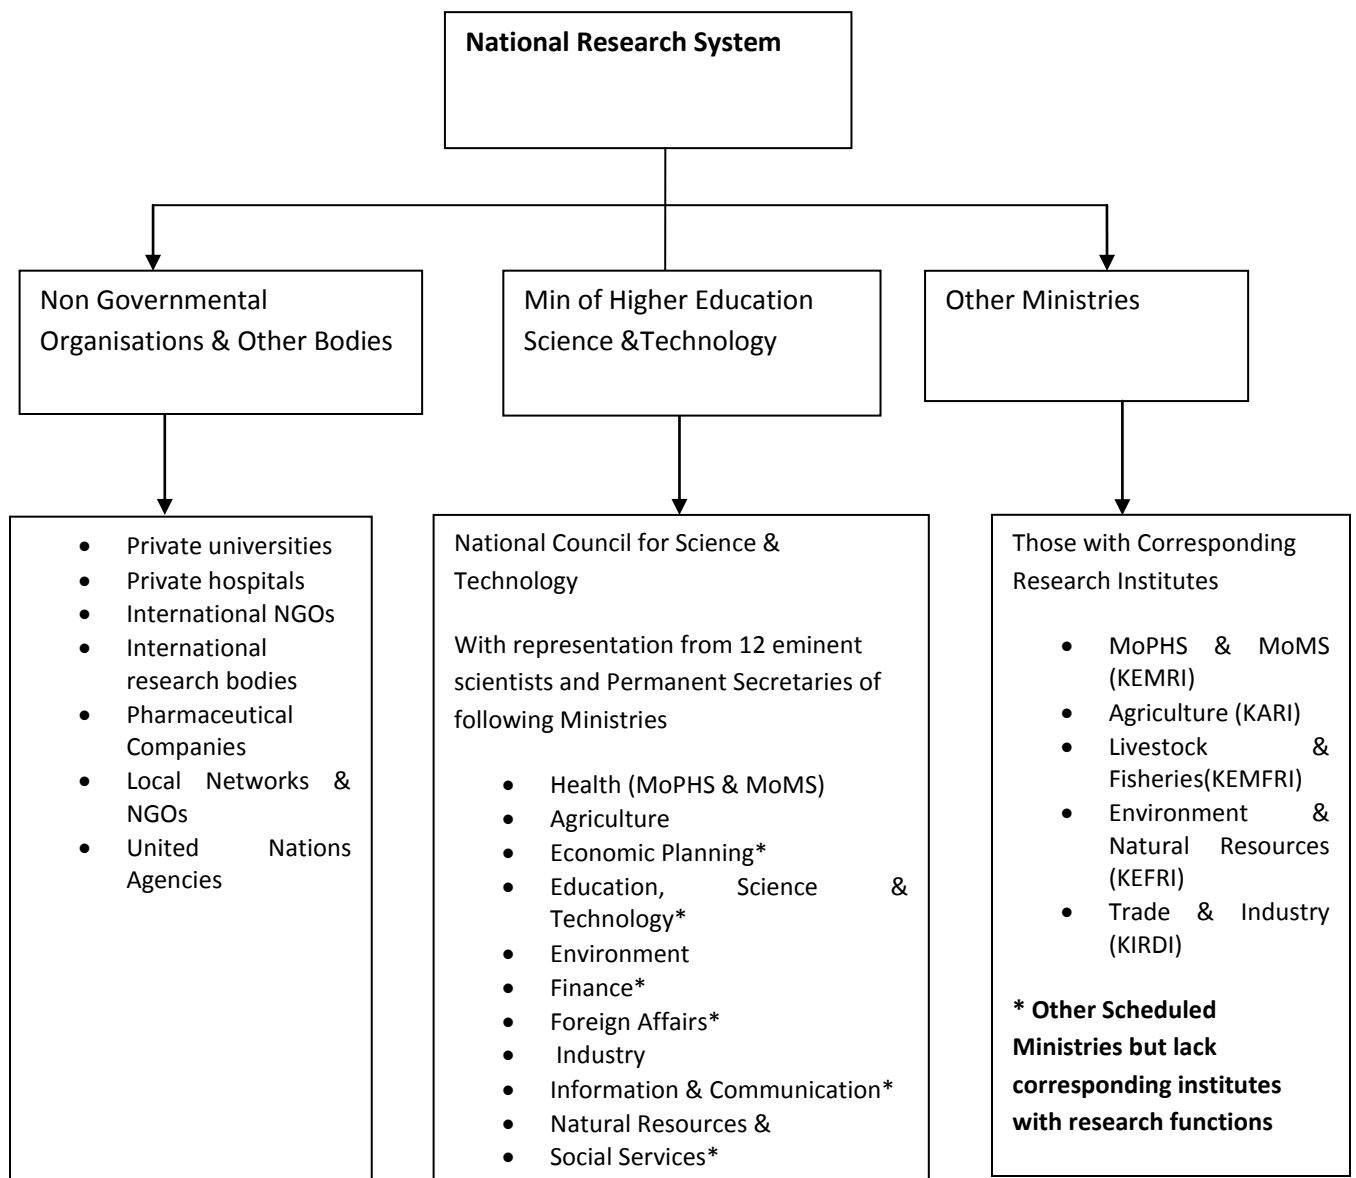 National Research System
Non Governmental
Organisations & Other Bodies
Min of Higher Education
Science &Technology
Other Ministries
• Private universities
• Private hospitals
• International NGOs
• International
research bodies
• Pharmaceutical
Companies
• Local Networks &
NGOs
• United Nations
Agencies
National Council for Science &
Technology
With representation from 12 eminent
scientists and Permanent Secretaries of
following Ministries
• Health (MoPHS & MoMS)
• Agriculture
• Economic Planning*
• Education, Science &
Technology*
• Environment
• Finance*
• Foreign Affairs*
• Industry
• Information & Communication*
• Natural Resources &
• Social Services*
Those with Corresponding
Research Institutes
• MoPHS & MoMS
(KEMRI)
• Agriculture (KARI)
• Livestock &
Fisheries(KEMFRI)
• Environment &
Natural Resources
(KEFRI)
• Trade & Industry
(KIRDI)
* Other Scheduled
Ministries but lack
corresponding institutes
with research functions